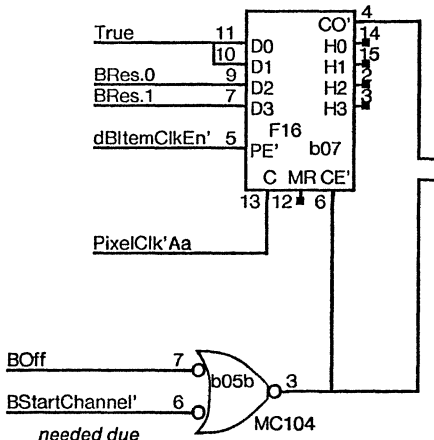 4
CO'
True 11 D0 H0 14
10 D1 H1 15
BRes.0 9 D2 H2 2
BRes.1 7 D3 H3 3
F16
dBItemClkEn' 5 PE' b07
C MR CE'
13 12 6
PixelClk'Aa
BOff 7
b05b 3
BStartChannel' 6
MC104
needed due